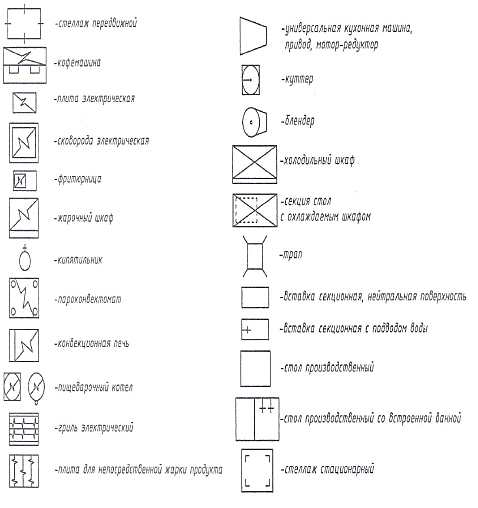 -стеллаж передвижной
-кофемашина
-плита электрическая
-сковорода электрическая
-фритюрница
-жарочный шкаф
-кипятильник
-пароконвектомат
-конвекционная печь
-пищеварочный котел
-гриль электрический
-плита для непосредственной жарки продукта
-универсальная кухонная машина,
привод, мотор-редуктор
-куттер
-блендер
-холодильный шкаф
-секция стол
с охлаждаемым шкафом
-трап
-вставка секционная, нейтральная поверхность
-вставка секционная с подводом воды
-стол производственный
-стол производственный со встроенной ванной
-стеллаж стационарный